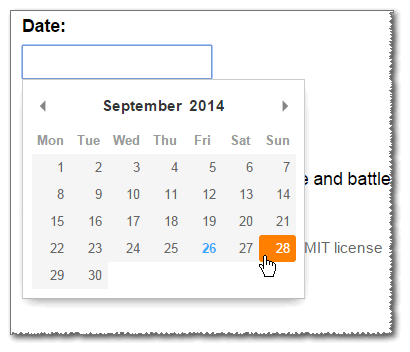 Date:
September 2014
Mon Tue Wed Thu Fri Sat Sun
1 2 3 4 5 6 7
8 9 10 11 12 13 14
e and battle
15 16 17 18 19 20 21
22 23 24 25 26 27 28
MIT license
29 30